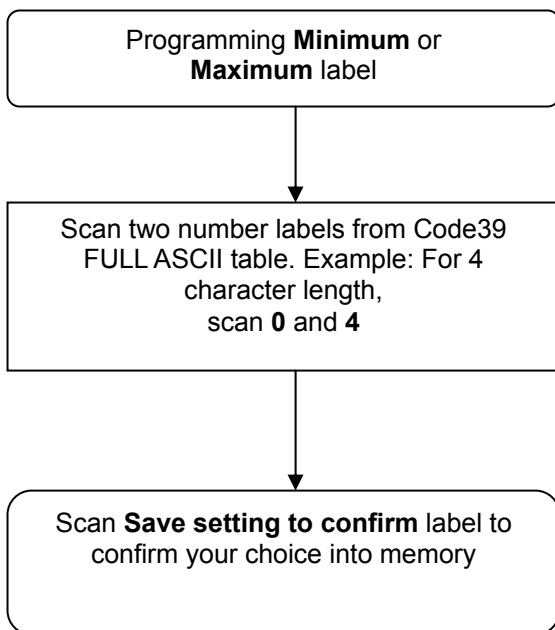 Programming Minimum or
Maximum label
Scan two number labels from Code39
FULL ASCII table. Example: For 4
character length,
scan 0 and 4
Scan Save setting to confirm label to
confirm your choice into memory